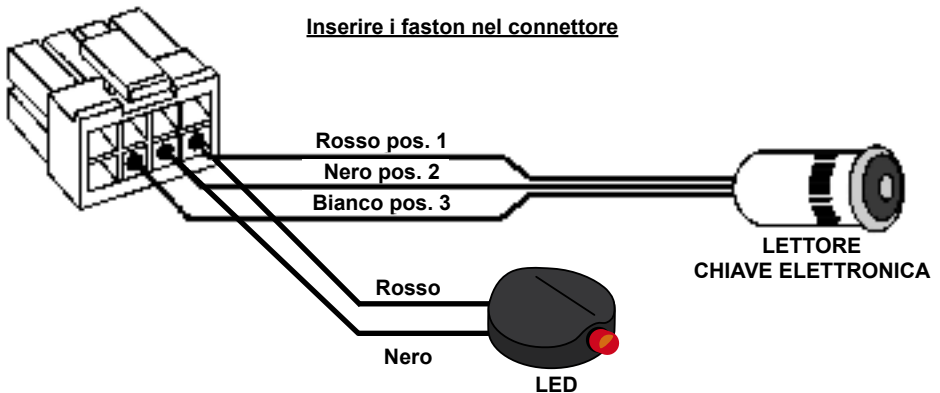 Inserire i faston nel connettore
Rosso pos. 1
Nero pos. 2
Bianco pos. 3
LETTORE
CHIAVE ELETTRONICA
Rosso
Nero
LED